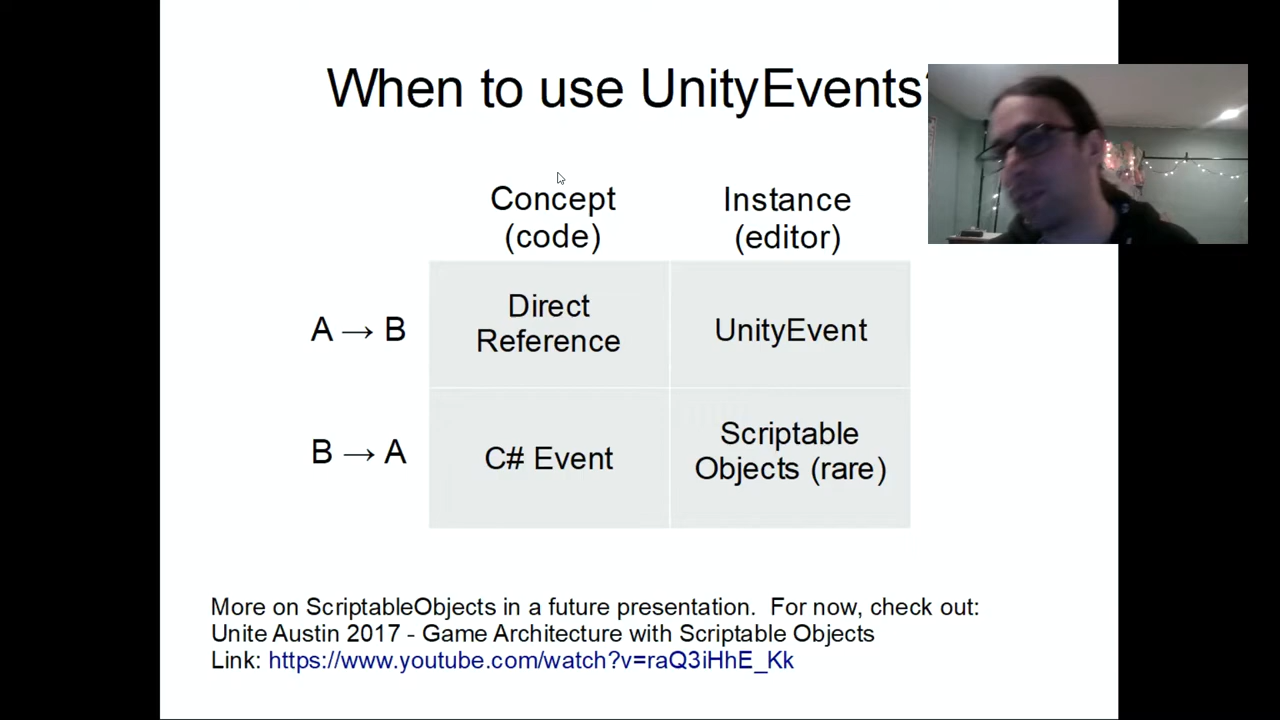 When to use UnityEvents
Concept
(code)
Instance
(editor)
A → B
Direct
Reference
UnityEvent
B → A
C# Event
Scriptable
Objects (rare)
More on ScriptableObjects in a future presentation.  For now, check out:
Unite Austin 2017 - Game Architecture with Scriptable Objects
Link: https://www.youtube.com/watch?v=raQ3iHhE_Kk